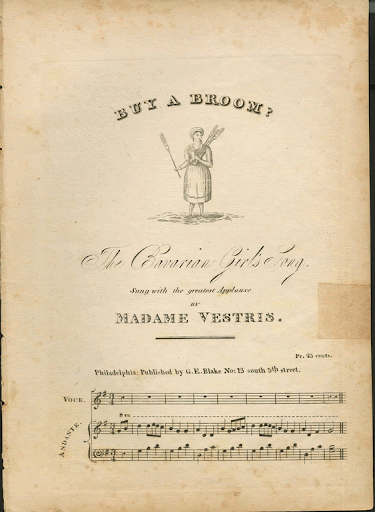 BUY A BROOM?
The Bavarian Girl's Song.
Sung with the greatest Applause
BY
MADAME VESTRIS.
Pr. 25 cents.
Philadelphia: Published by G. E. Blake No: 13 south 5th street.
VOICE.
8va
ANDANTE.